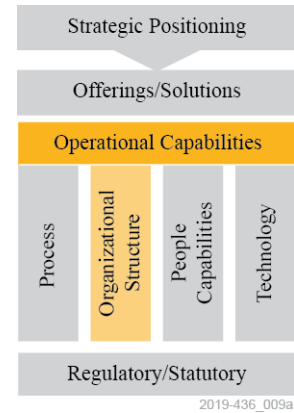 Strategic Positioning
Offerings/Solutions
Operational Capabilities
Process
Organizational
Structure
People
Capabilities
Technology
Regulatory/Statutory
2019-436_009a